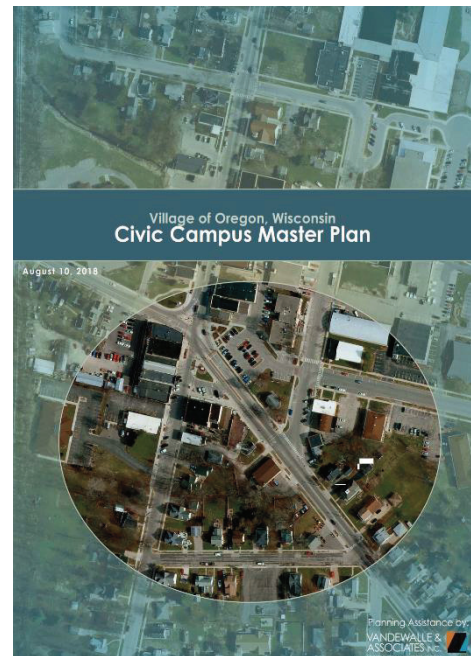 Village of Oregon, Wisconsin
Civic Campus Master Plan
August 10, 2018
Planning Assistance by:
VANDEWALLE &
ASSOCIATES INC.